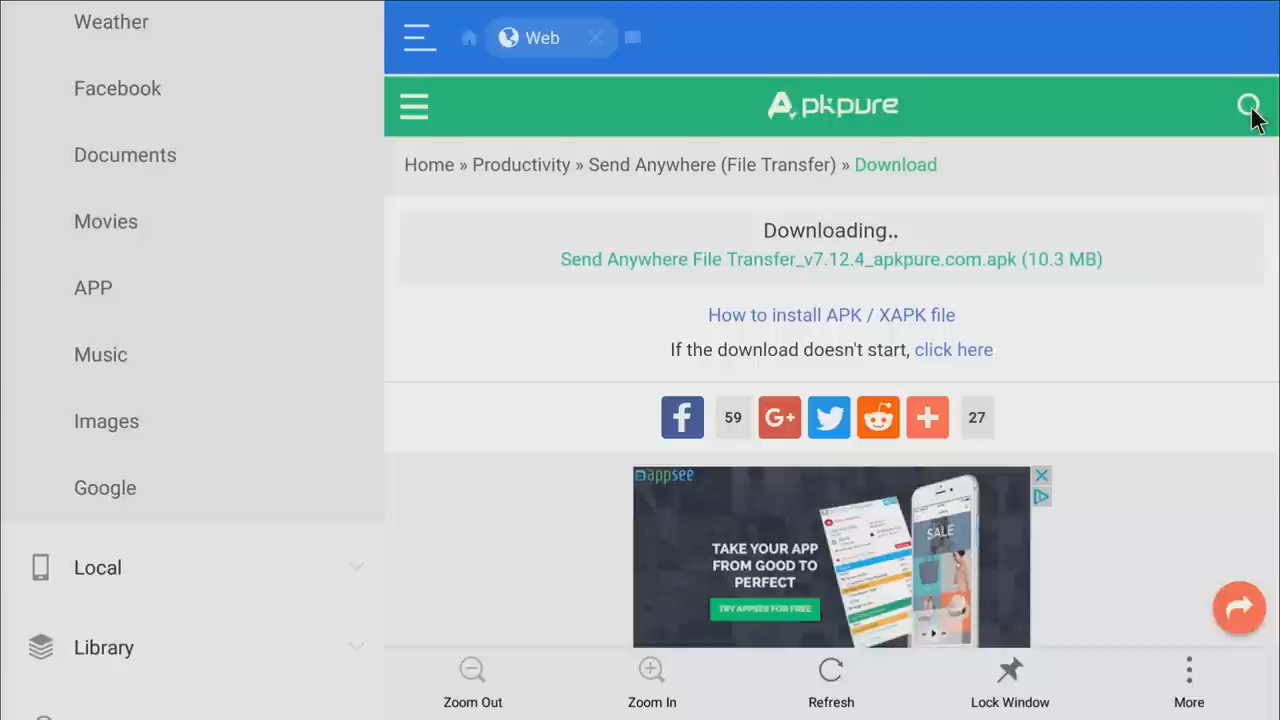 Weather
Facebook
Documents
Movies
APP
Music
Images
Google
Local
Library
Web
Apkpure
Home » Productivity » Send Anywhere (File Transfer) » Download
Downloading..
Send Anywhere File Transfer_v7.12.4_apkpure.com.apk (10.3 MB)
How to install APK / XAPK file
If the download doesn't start, click here
f
59
G+
27
appsee
TAKE YOUR APP
FROM GOOD TO
PERFECT
TRY APPSEE FOR FREE
SALE
Zoom Out
Zoom In
Refresh
Lock Window
More